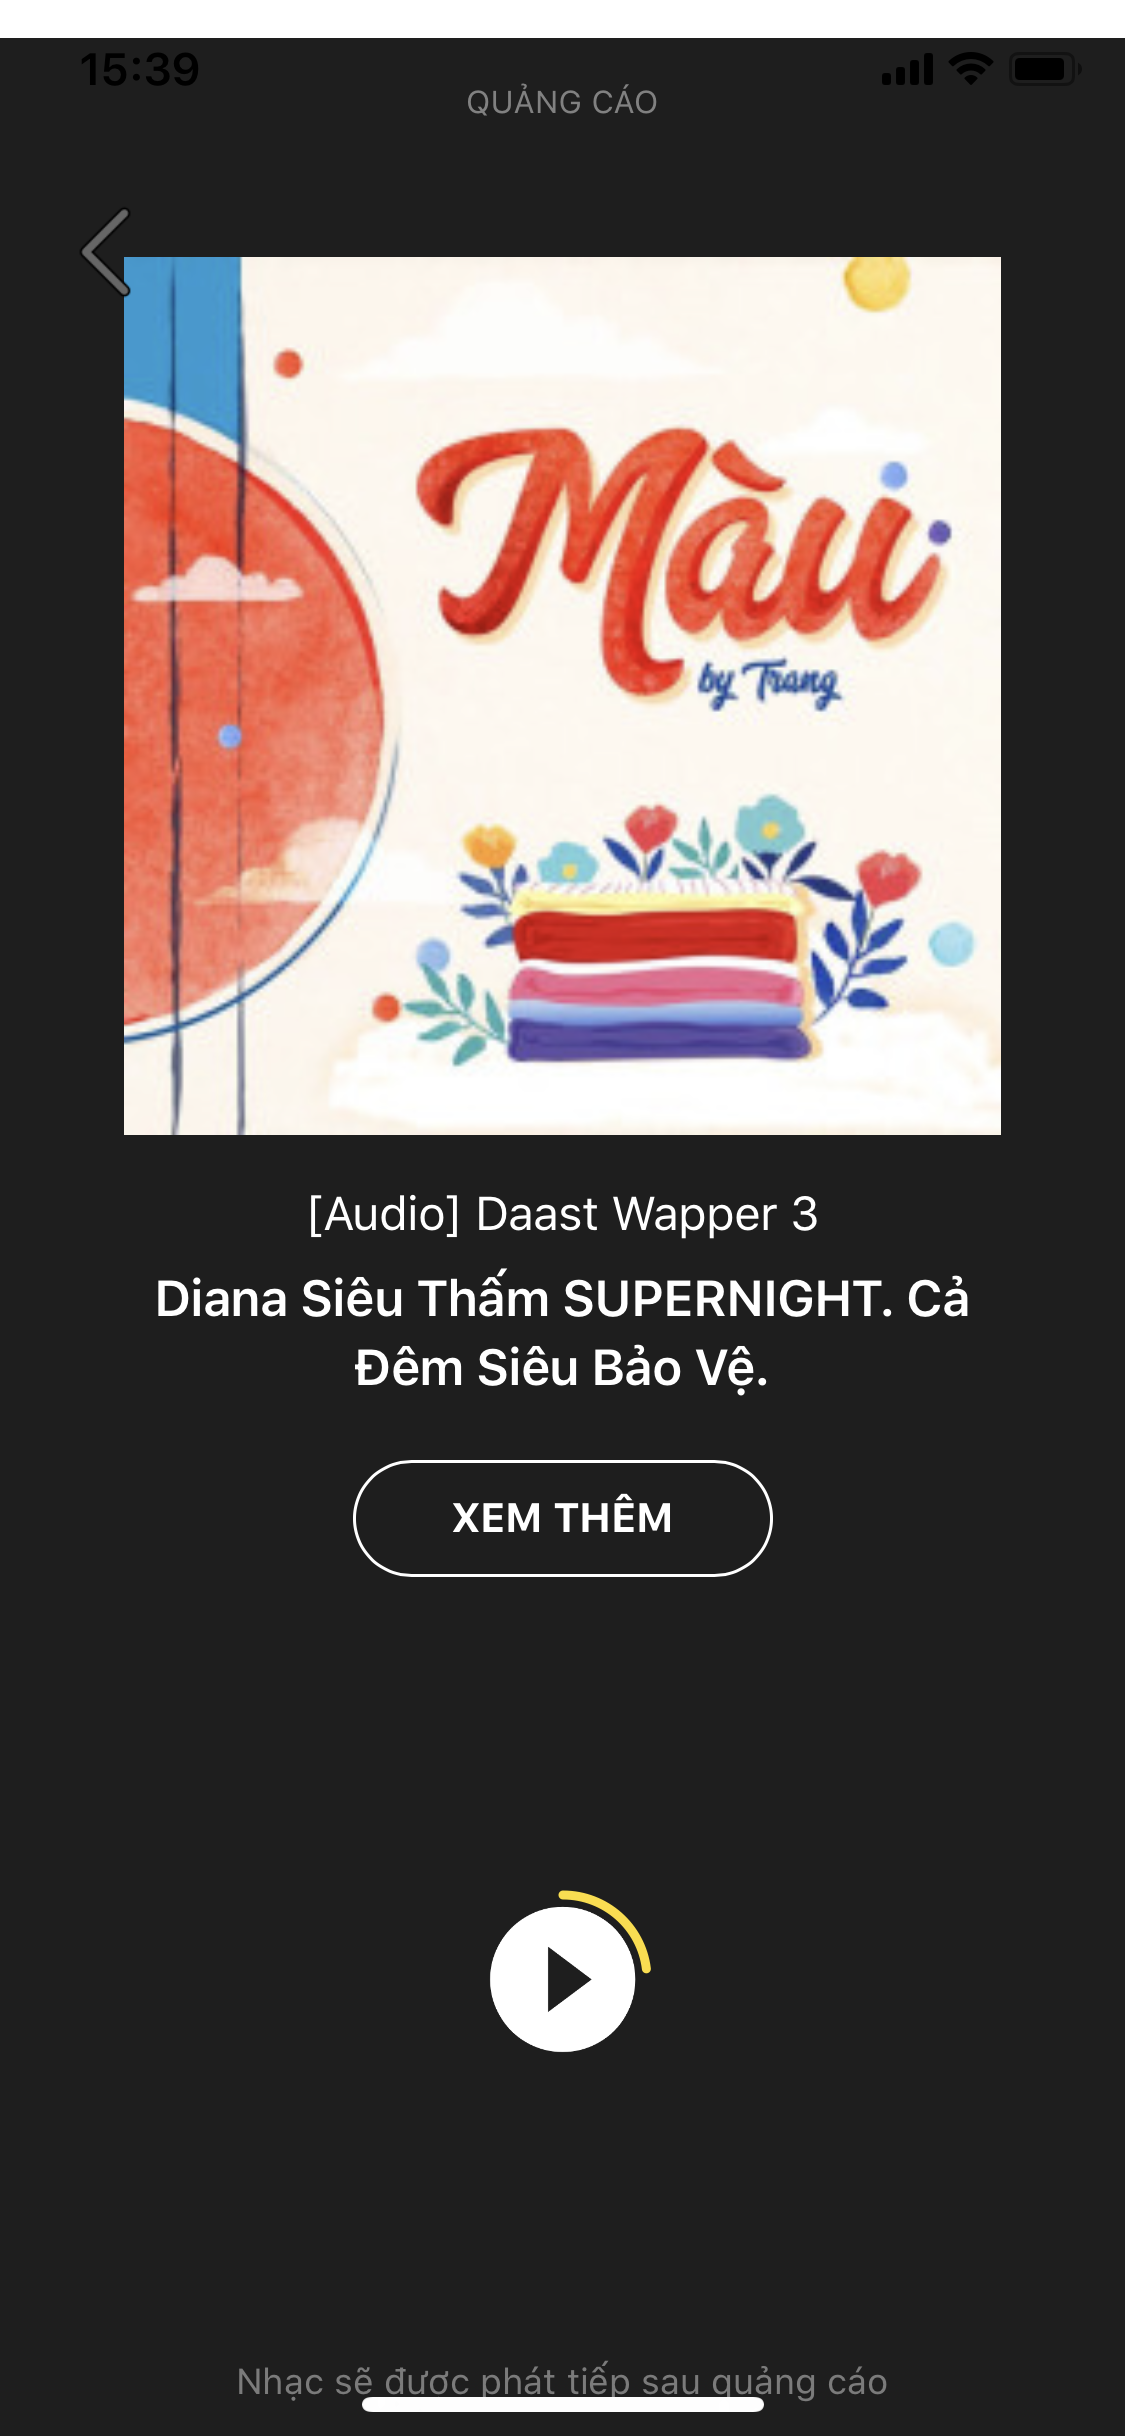 15:39
QUẢNG CÁO
Màu
by Trang
[Audio] Daast Wapper 3
Diana Siêu Thấm SUPERNIGHT. Cả
Đêm Siêu Bảo Vệ.
XEM THÊM
Nhạc sẽ được phát tiếp sau quảng cáo